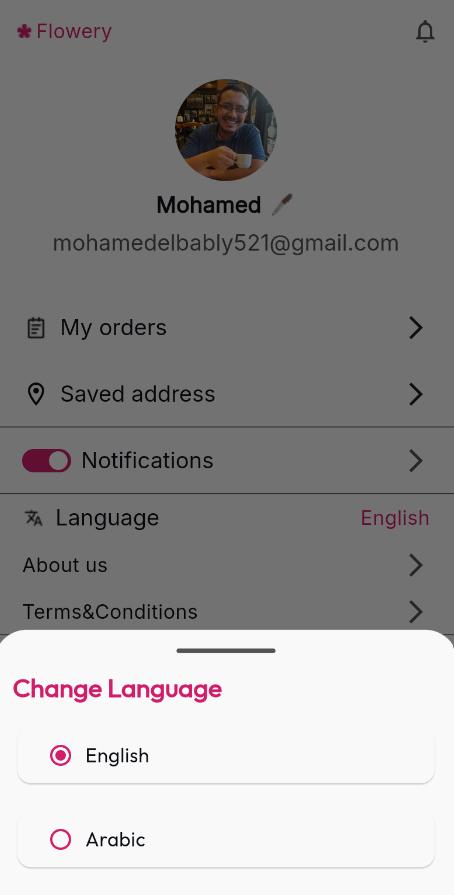 Flowery
Mohamed
mohamedelbably521@gmail.com
My orders
Saved address
Notifications
Language English
About us
Terms&Conditions
Change Language
English
Arabic